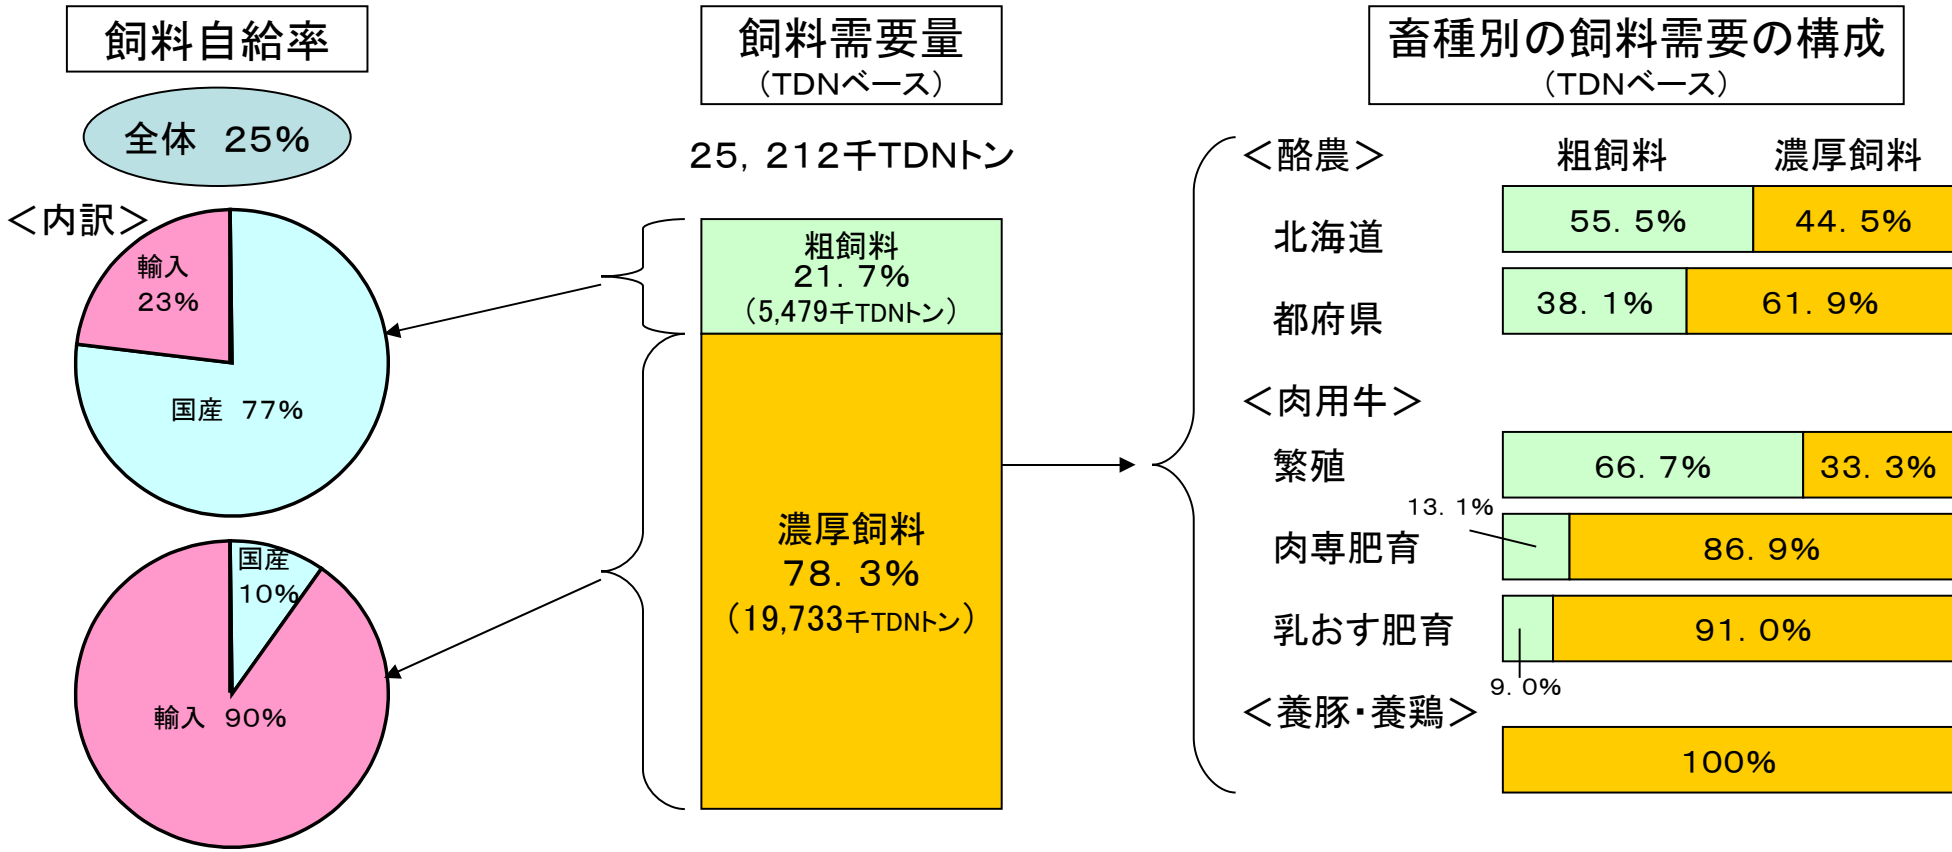 飼料自給率
全体 25%
＜内訳＞
輸入
23%
国産 77%
国産
10%
輸入 90%
飼料需要量
（TDNベース）
25,212千TDNトン
粗飼料
21.7%
（5,479千TDNトン）
濃厚飼料
78.3%
（19,733千TDNトン）
畜種別の飼料需要の構成
（TDNベース）
＜酪農＞ 粗飼料 濃厚飼料
北海道 55.5% 44.5%
都府県 38.1% 61.9%
＜肉用牛＞
繁殖 66.7% 33.3%
13.1%
肉専肥育 86.9%
乳おす肥育 91.0%
9.0%
＜養豚・養鶏＞
100%